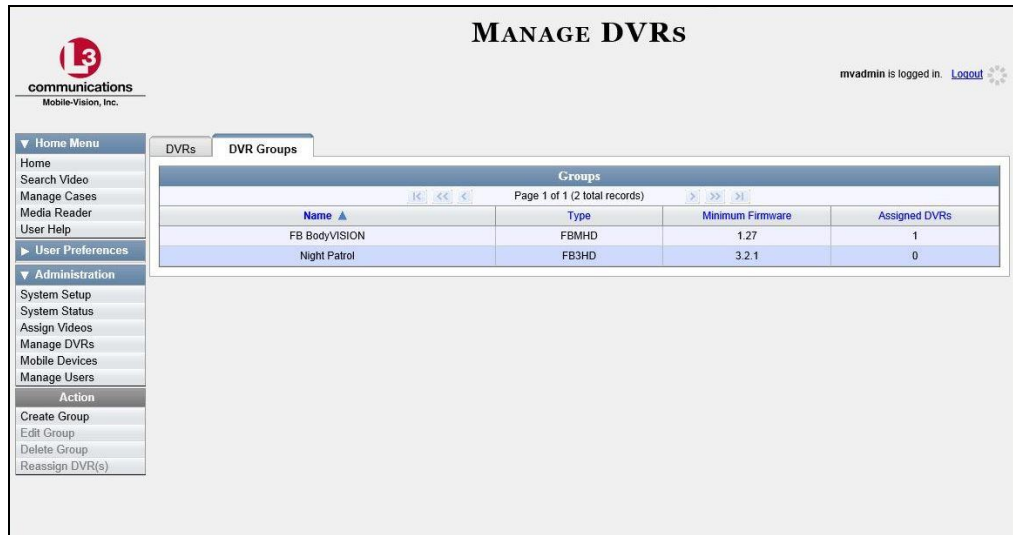 MANAGE DVRS
L3
communications
Mobile-Vision, Inc.
mvadmin is logged in. Logout
▼ Home Menu
Home
Search Video
Manage Cases
Media Reader
User Help
▶ User Preferences
▼ Administration
System Setup
System Status
Assign Videos
Manage DVRs
Mobile Devices
Manage Users
Action
Create Group
Edit Group
Delete Group
Reassign DVR(s)
DVRs DVR Groups
Groups
|< << < Page 1 of 1 (2 total records) > >> >|
Name ▲ Type Minimum Firmware Assigned DVRs
FB BodyVISION FBMHD 1.27 1
Night Patrol FB3HD 3.2.1 0